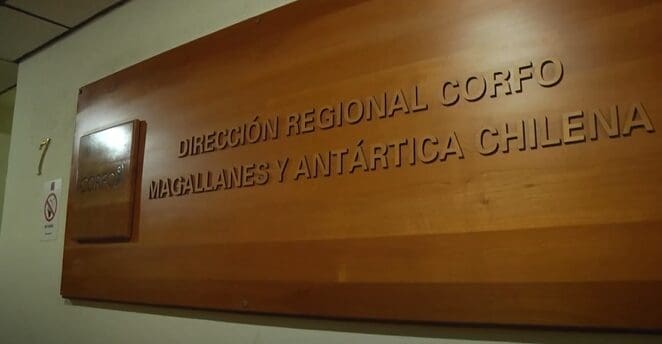 7
CORFO
DIRECCIÓN REGIONAL CORFO
MAGALLANES Y ANTÁRTICA CHILENA